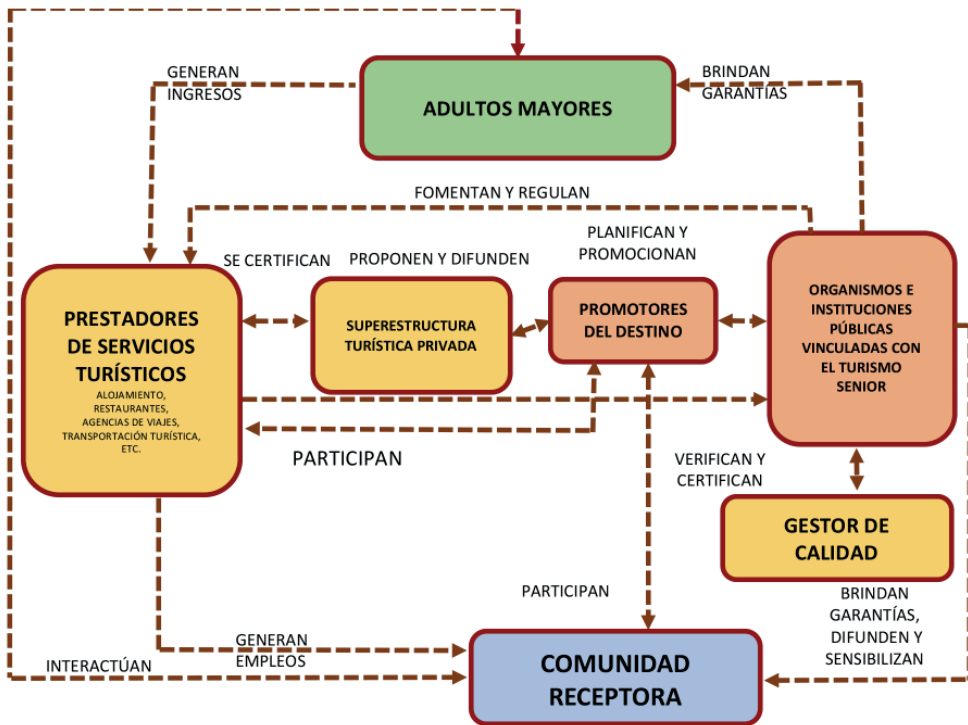 GENERAN
INGRESOS
ADULTOS MAYORES
BRINDAN
GARANTÍAS
FOMENTAN Y REGULAN
SE CERTIFICAN
PROPONEN Y DIFUNDEN
PLANIFICAN Y
PROMOCIONAN
PRESTADORES
DE SERVICIOS
TURÍSTICOS
ALOJAMIENTO,
RESTAURANTES,
AGENCIAS DE VIAJES,
TRANSPORTACIÓN TURÍSTICA,
ETC.
SUPERESTRUCTURA
TURÍSTICA PRIVADA
PROMOTORES
DEL DESTINO
ORGANISMOS E
INSTITUCIONES
PÚBLICAS
VINCULADAS CON
EL TURISMO
SENIOR
PARTICIPAN
VERIFICAN Y
CERTIFICAN
GESTOR DE
CALIDAD
PARTICIPAN
BRINDAN
GARANTÍAS,
DIFUNDEN Y
SENSIBILIZAN
GENERAN
EMPLEOS
INTERACTÚAN
COMUNIDAD
RECEPTORA